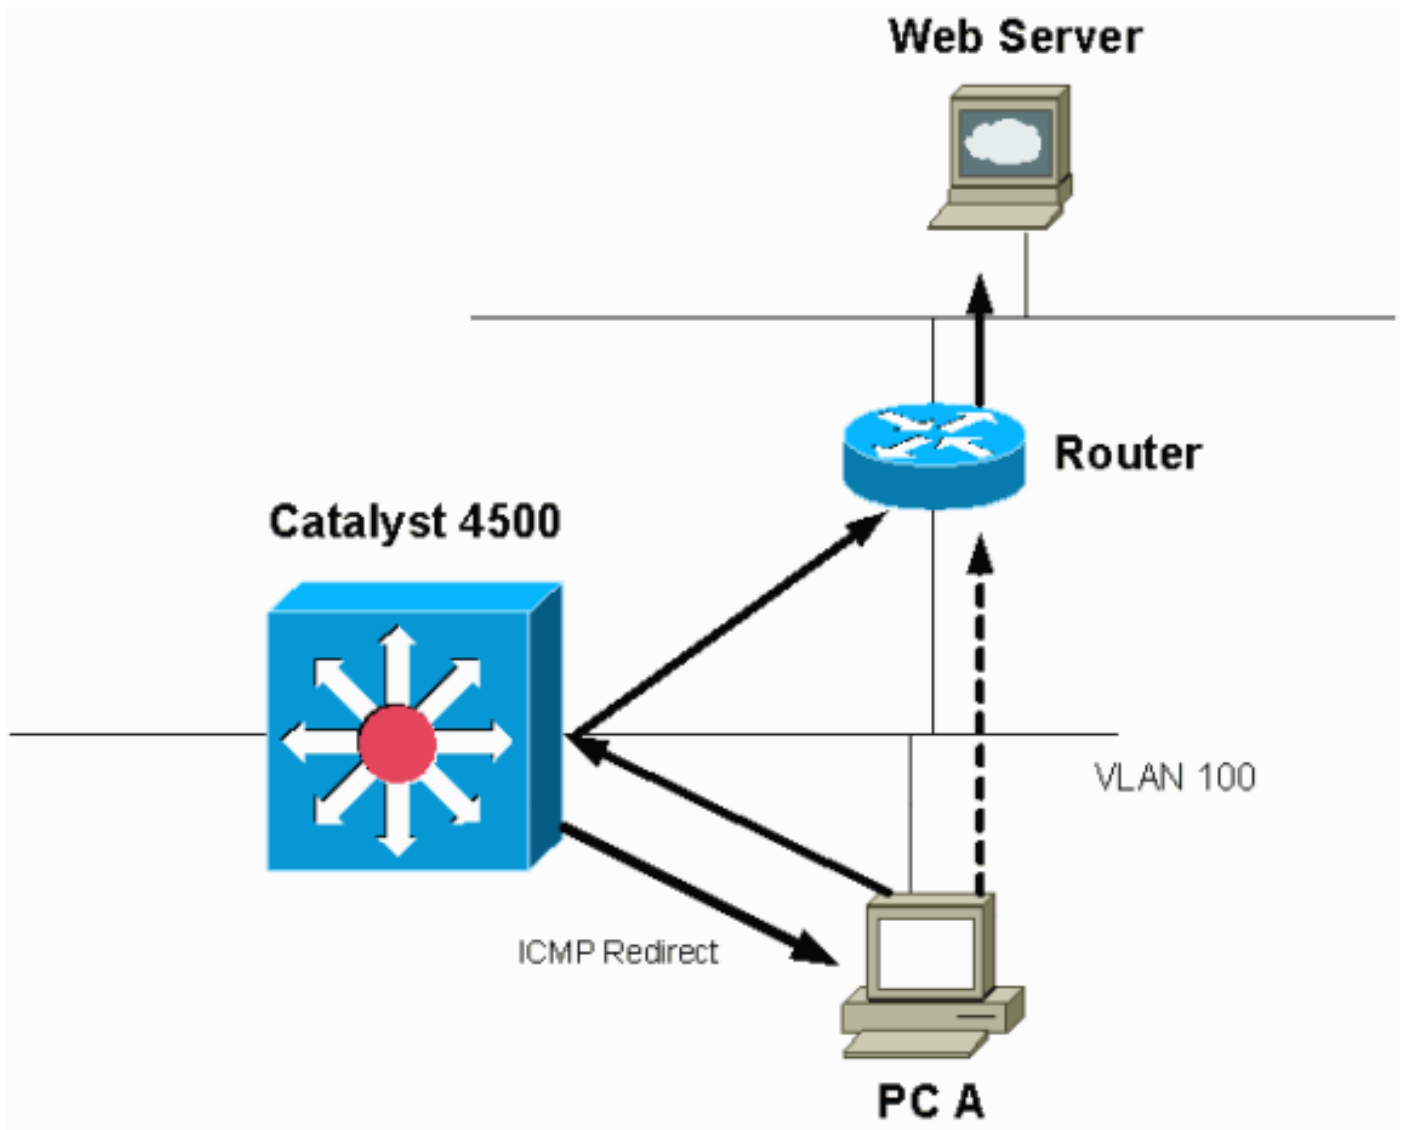 Web Server
Router
Catalyst 4500
VLAN 100
ICMP Redirect
PC A